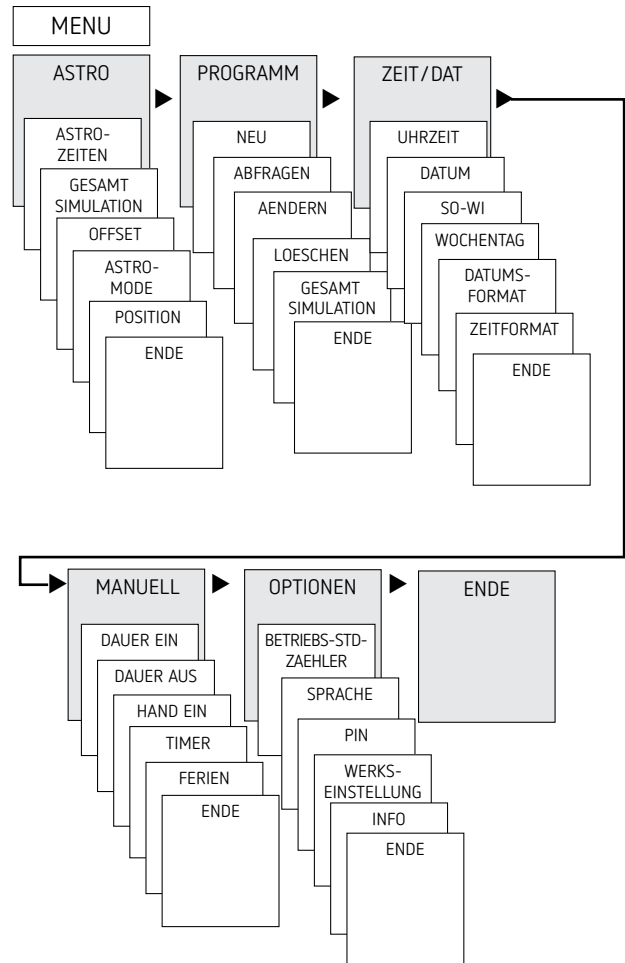 MENU
ASTRO
ASTRO-
ZEITEN
GESAMT
SIMULATION
OFFSET
ASTRO-
MODE
POSITION
ENDE
PROGRAMM
NEU
ABFRAGEN
AENDERN
LOESCHEN
GESAMT
SIMULATION
ENDE
ZEIT/DAT
UHRZEIT
DATUM
SO-WI
WOCHENTAG
DATUMS-
FORMAT
ZEITFORMAT
ENDE
MANUELL
DAUER EIN
DAUER AUS
HAND EIN
TIMER
FERIEN
ENDE
OPTIONEN
BETRIEBS-STD-
ZAEHLER
SPRACHE
PIN
WERKS-
EINSTELLUNG
INFO
ENDE
ENDE